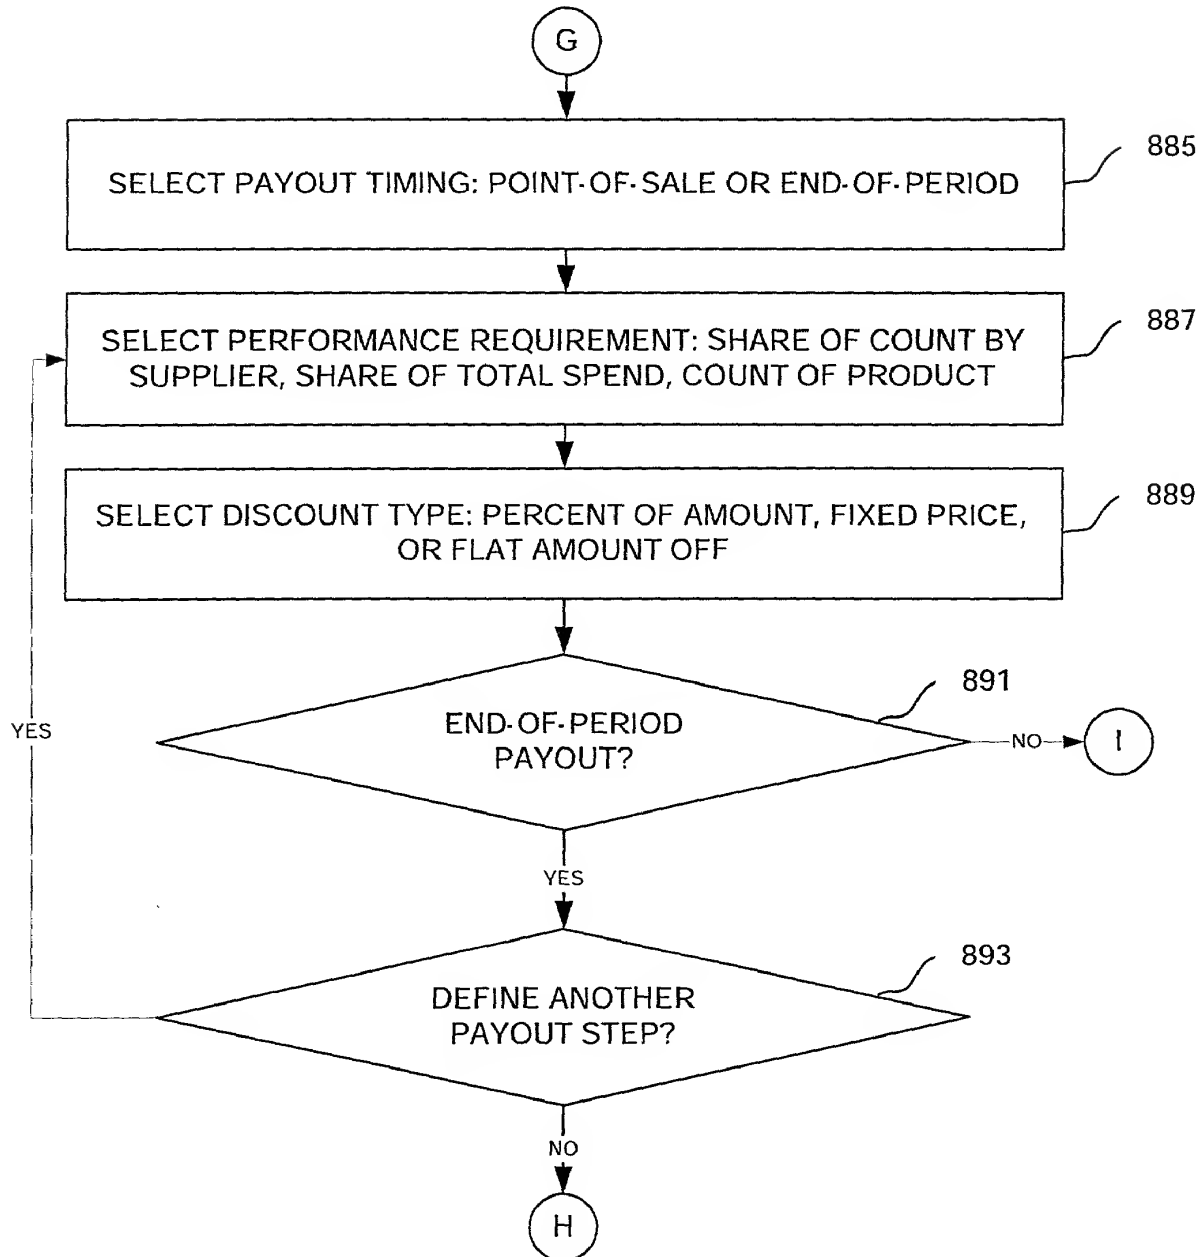 G
SELECT PAYOUT TIMING: POINT-OF-SALE OR END-OF-PERIOD
885
SELECT PERFORMANCE REQUIREMENT: SHARE OF COUNT BY
SUPPLIER, SHARE OF TOTAL SPEND, COUNT OF PRODUCT
887
SELECT DISCOUNT TYPE: PERCENT OF AMOUNT, FIXED PRICE,
OR FLAT AMOUNT OFF
889
END-OF-PERIOD
PAYOUT?
891
NO
I
YES
YES
DEFINE ANOTHER
PAYOUT STEP?
893
NO
H